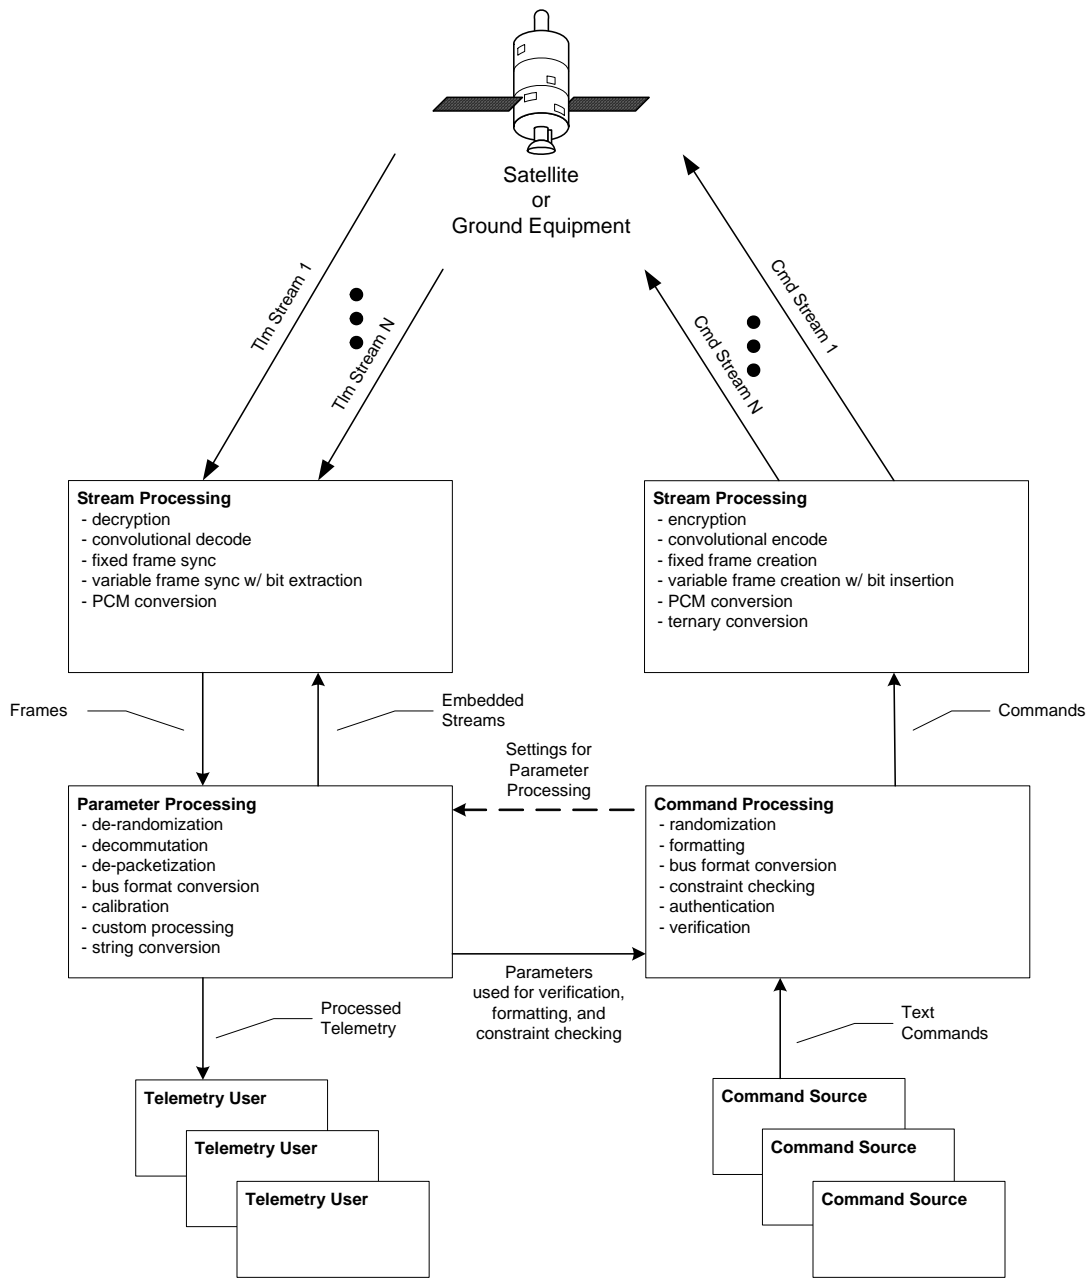 Satellite
or
Ground Equipment
Tlm Stream 1
Tlm Stream N
Cmd Stream N
Cmd Stream 1
Stream Processing
- decryption
- convolutional decode
- fixed frame sync
- variable frame sync w/ bit extraction
- PCM conversion
Stream Processing
- encryption
- convolutional encode
- fixed frame creation
- variable frame creation w/ bit insertion
- PCM conversion
- ternary conversion
Frames
Embedded
Streams
Commands
Settings for
Parameter
Processing
Parameter Processing
- de-randomization
- decommutation
- de-packetization
- bus format conversion
- calibration
- custom processing
- string conversion
Command Processing
- randomization
- formatting
- bus format conversion
- constraint checking
- authentication
- verification
Parameters
used for verification,
formatting, and
constraint checking
Processed
Telemetry
Text
Commands
Telemetry User
Telemetry User
Telemetry User
Command Source
Command Source
Command Source